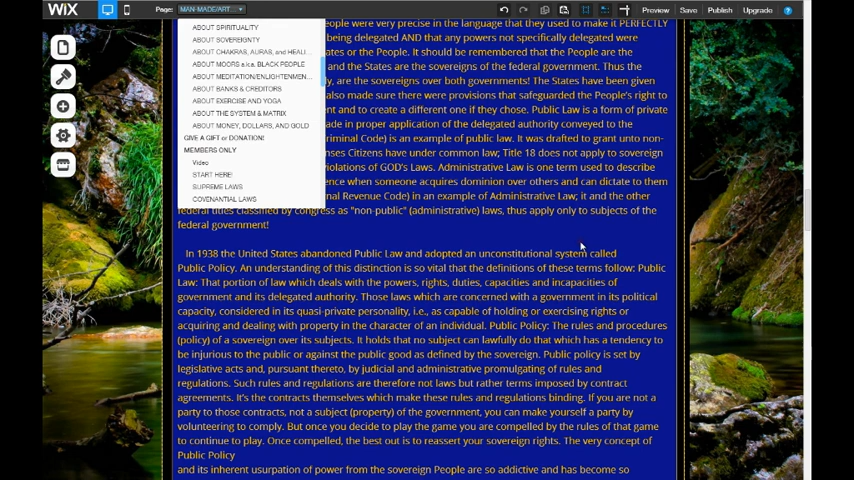 WIX
Page: MAN-MADE/ART...
Preview
Save
Publish
Upgrade
?
ABOUT SPIRITUALITY
ABOUT SOVEREIGNTY
ABOUT CHAKRAS, AURAS, and HEALI...
ABOUT MOORS a.k.a. BLACK PEOPLE
ABOUT MEDITATION/ENLIGHTENMEN...
ABOUT BANKS & CREDITORS
ABOUT EXERCISE AND YOGA
ABOUT THE SYSTEM & MATRIX
ABOUT MONEY, DOLLARS, AND GOLD
GIVE A GIFT or DONATION!
MEMBERS ONLY
Video
START HERE!
SUPREME LAWS
COVENANTIAL LAWS
eople were very precise in the language that they used to make it PERFECTLY
being delegated AND that any powers not specifically delegated were
ates or the People. It should be remembered that the People are the
and the States are the sovereigns of the federal government. Thus the
y, are the sovereigns over both governments! The States have been given
also made sure there were provisions that safeguarded the People's right to
ent and to create a different one if they chose. Public Law is a form of private
ade in proper application of the delegated authority conveyed to the
riminal Code) is an example of public law. It was drafted to grant unto non-
nses Citizens have under common law; Title 18 does not apply to sovereign
violations of GOD's Laws. Administrative Law is one term used to describe
ence when someone acquires dominion over others and can dictate to them
nal Revenue Code) in an example of Administrative Law; it and the other
federal titles classified by congress as "non-public" (administrative) laws, thus apply only to subjects of the
federal government!
In 1938 the United States abandoned Public Law and adopted an unconstitutional system called
Public Policy. An understanding of this distinction is so vital that the definitions of these terms follow: Public
Law: That portion of law which deals with the powers, rights, duties, capacities and incapacities of
government and its delegated authority. Those laws which are concerned with a government in its political
capacity, considered in its quasi-private personality, i.e., as capable of holding or exercising rights or
acquiring and dealing with property in the character of an individual. Public Policy: The rules and procedures
(policy) of a sovereign over its subjects. It holds that no subject can lawfully do that which has a tendency to
be injurious to the public or against the public good as defined by the sovereign. Public policy is set by
legislative acts and, pursuant thereto, by judicial and administrative promulgating of rules and
regulations. Such rules and regulations are therefore not laws but rather terms imposed by contract
agreements. It's the contracts themselves which make these rules and regulations binding. If you are not a
party to those contracts, not a subject (property) of the government, you can make yourself a party by
volunteering to comply. But once you decide to play the game you are compelled by the rules of that game
to continue to play. Once compelled, the best out is to reassert your sovereign rights. The very concept of
Public Policy
and its inherent usurpation of power from the sovereign People are so addictive and has become so